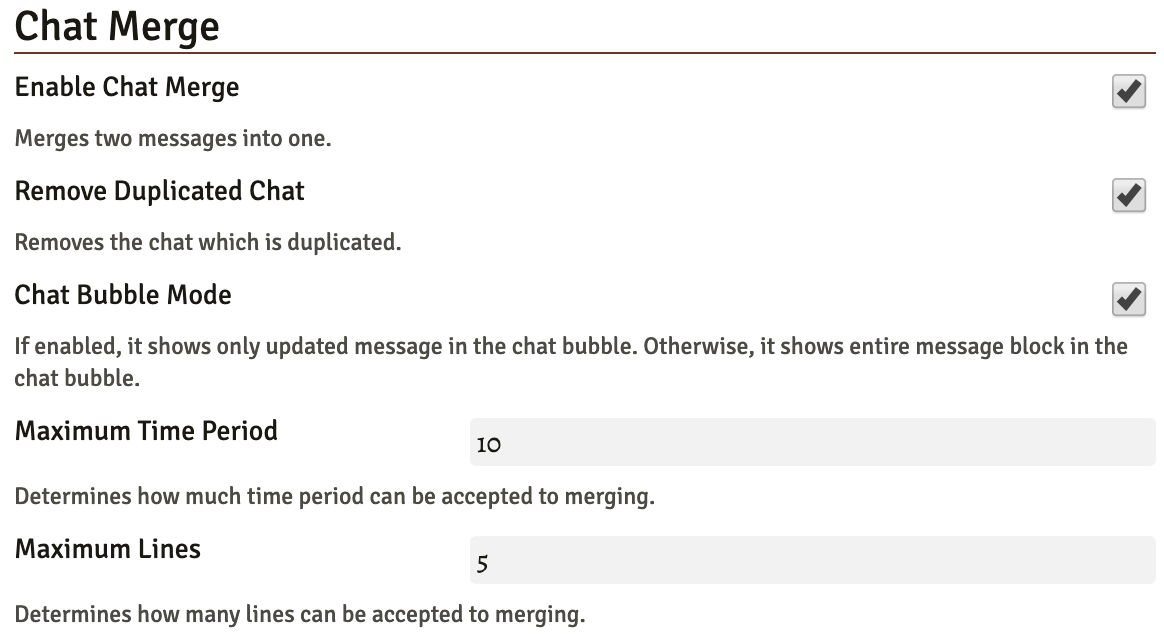 Chat Merge
Enable Chat Merge
Merges two messages into one.
Remove Duplicated Chat
Removes the chat which is duplicated.
Chat Bubble Mode
If enabled, it shows only updated message in the chat bubble. Otherwise, it shows entire message block in the
chat bubble.
Maximum Time Period
10
Determines how much time period can be accepted to merging.
Maximum Lines
5
Determines how many lines can be accepted to merging.